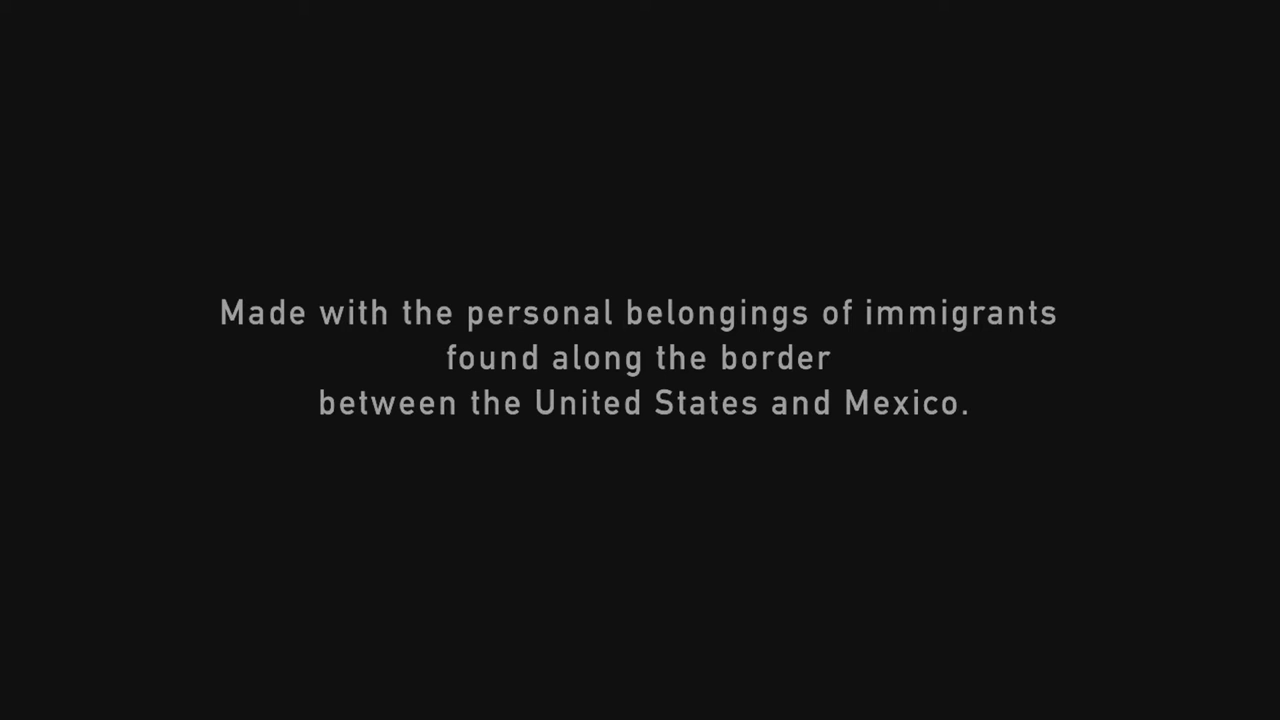 Made with the personal belongings of immigrants
found along the border
between the United States and Mexico.